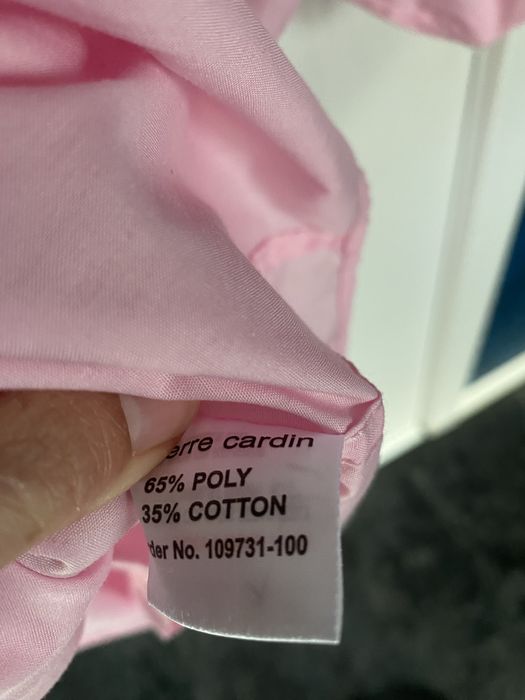 erre cardin
65% POLY
35% COTTON
der No. 109731-100